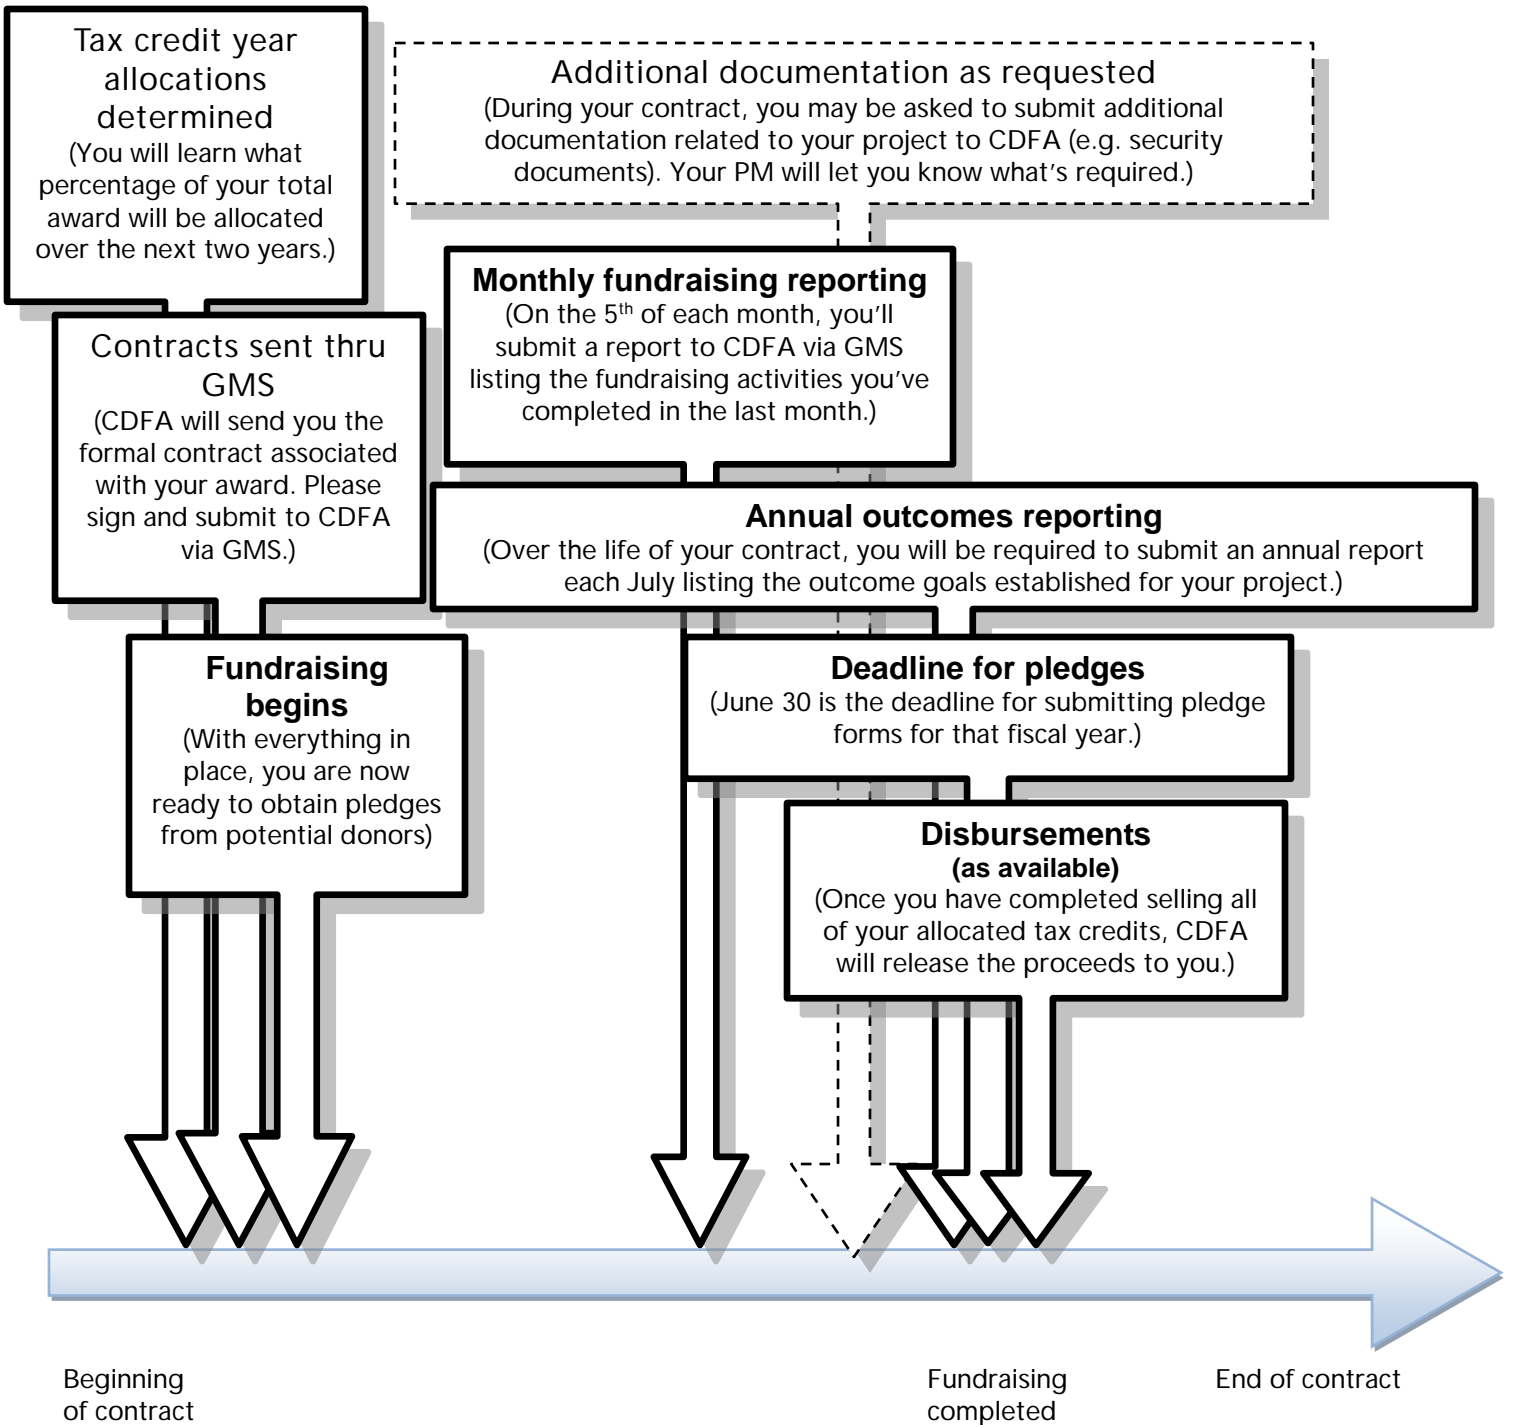 Tax credit year
allocations
determined
(You will learn what
percentage of your total
award will be allocated
over the next two years.)
Additional documentation as requested
(During your contract, you may be asked to submit additional
documentation related to your project to CDFA (e.g. security
documents). Your PM will let you know what's required.)
Contracts sent thru
GMS
(CDFA will send you the
formal contract associated
with your award. Please
sign and submit to CDFA
via GMS.)
Monthly fundraising reporting
(On the 5th of each month, you'll
submit a report to CDFA via GMS
listing the fundraising activities you've
completed in the last month.)
Annual outcomes reporting
(Over the life of your contract, you will be required to submit an annual report
each July listing the outcome goals established for your project.)
Fundraising
begins
(With everything in
place, you are now
ready to obtain pledges
from potential donors)
Deadline for pledges
(June 30 is the deadline for submitting pledge
forms for that fiscal year.)
Disbursements
(as available)
(Once you have completed selling all
of your allocated tax credits, CDFA
will release the proceeds to you.)
Beginning
of contract
Fundraising
completed
End of contract